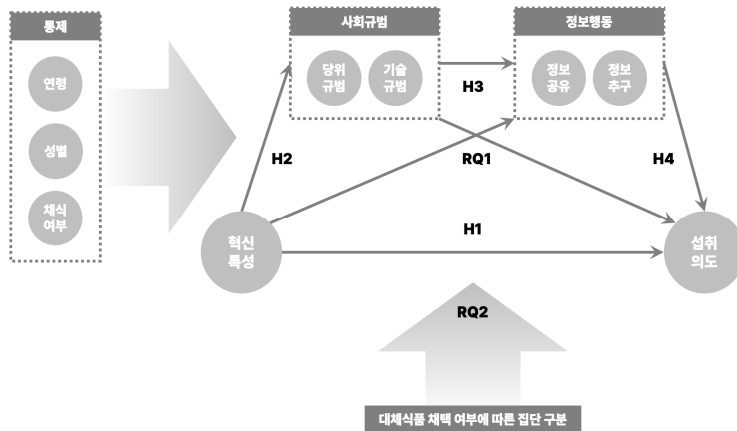 통제
연령
성별
채식
여부
사회규범
당위
규범
기술
규범
정보행동
정보
공유
정보
추구
H3
H2
RQ1
H4
H1
혁신
특성
섭취
의도
RQ2
대체식품 채택 여부에 따른 집단 구분